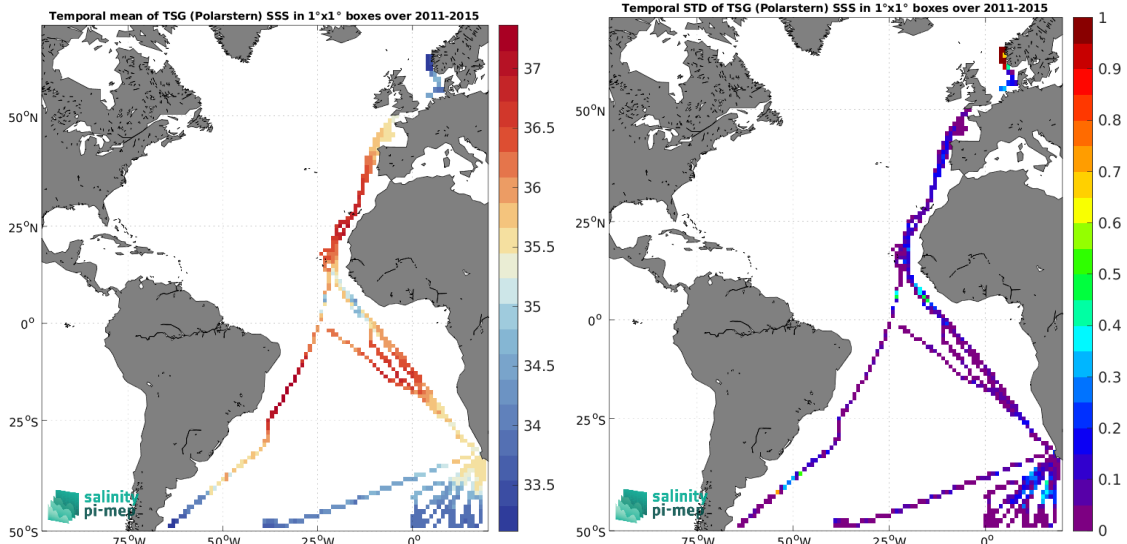 Temporal mean of TSG (Polarstern) SSS in 1°x1° boxes over 2011-2015
50°N
25°N
0°
25°S
50°S
75°W
50°W
25°W
0°
37
36.5
36
35.5
35
34.5
34
33.5
salinity
pi-mep
Temporal STD of TSG (Polarstern) SSS in 1°x1° boxes over 2011-2015
50°N
25°N
0°
25°S
50°S
75°W
50°W
25°W
0°
1
0.9
0.8
0.7
0.6
0.5
0.4
0.3
0.2
0.1
0
salinity
pi-mep